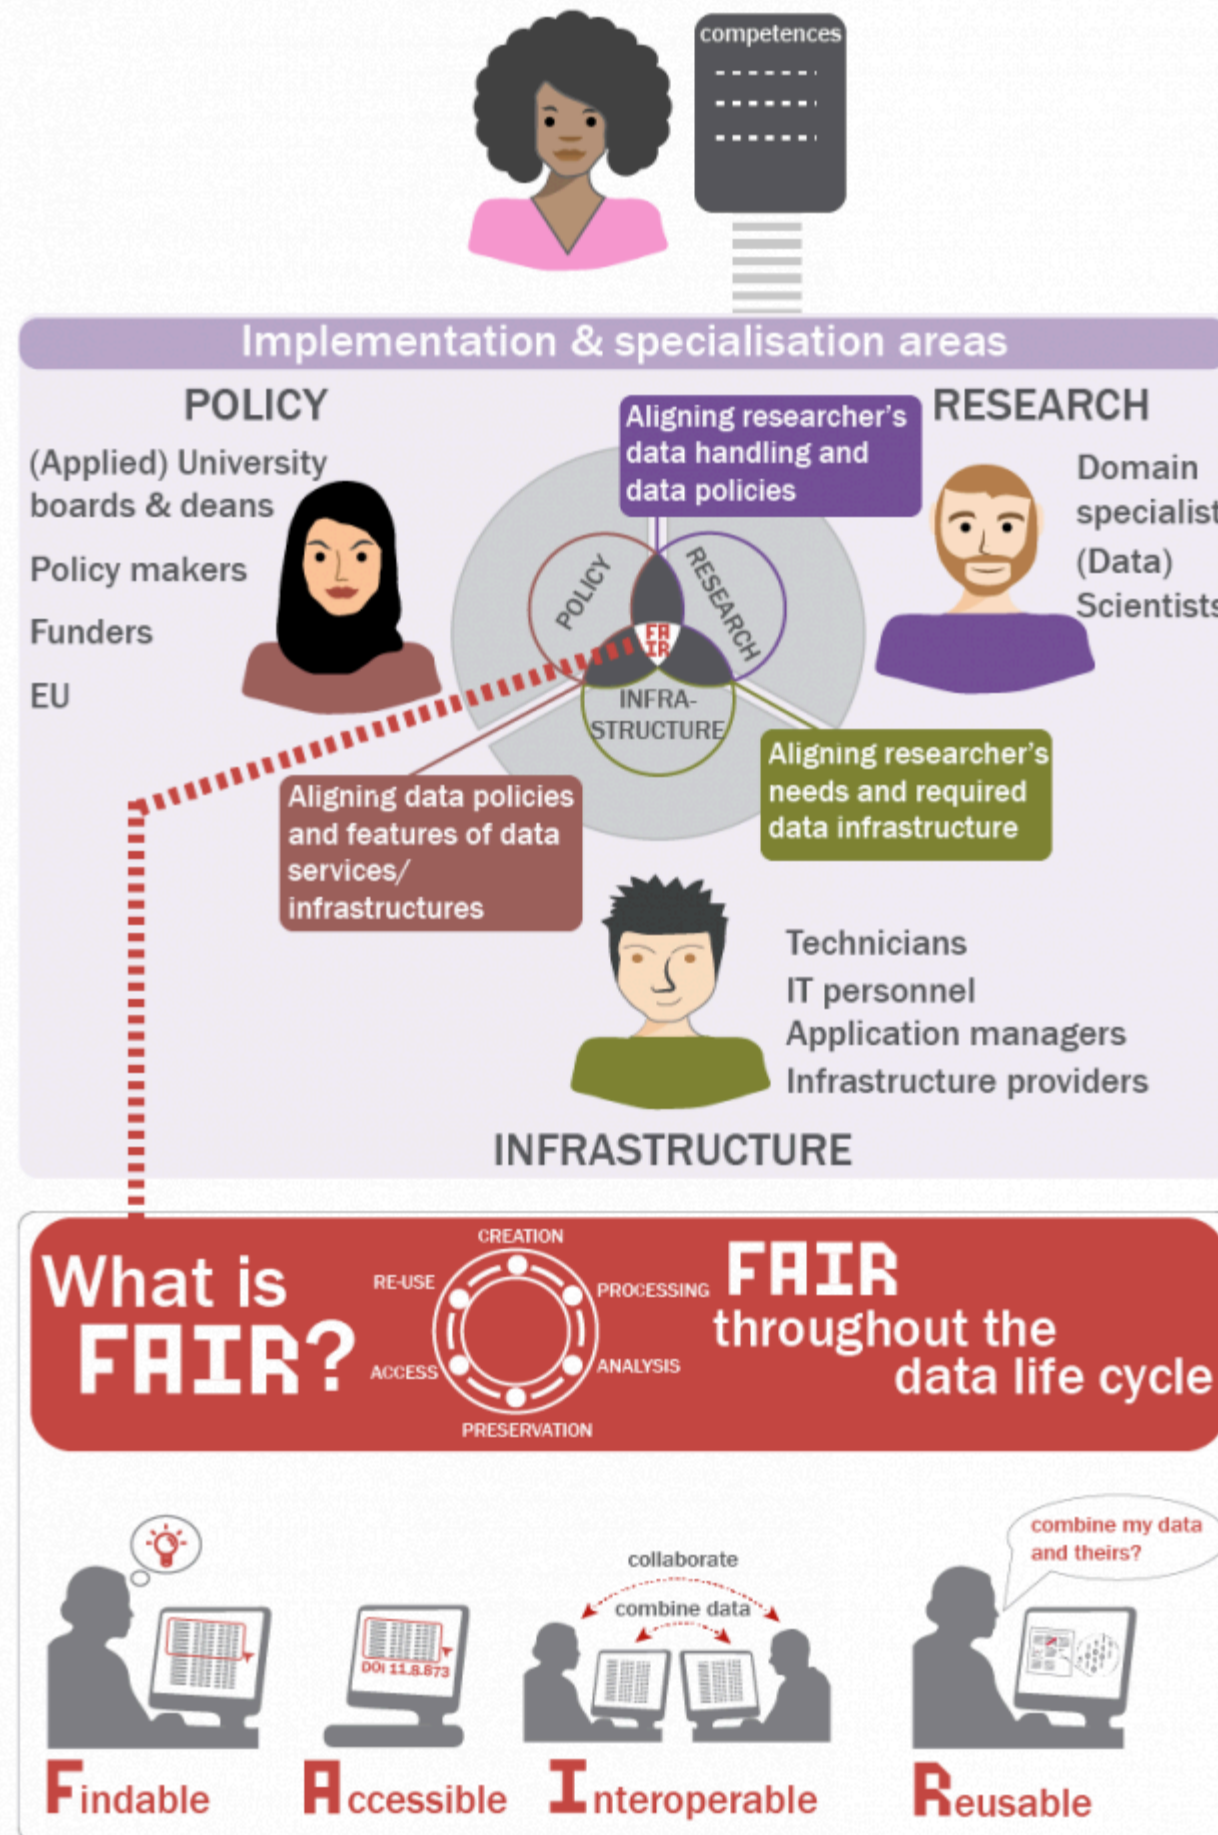 competences
Implementation & specialisation areas
POLICY
(Applied) University
boards & deans
Policy makers
Funders
EU
Aligning researcher's
data handling and
data policies
RESEARCH
Domain
specialist
(Data)
Scientists
POLICY
RESEARCH
FA
IR
INFRA-
STRUCTURE
Aligning data policies
and features of data
services/
infrastructures
Aligning researcher's
needs and required
data infrastructure
Technicians
IT personnel
Application managers
Infrastructure providers
INFRASTRUCTURE
What is
FAIR?
CREATION
RE-USE
PROCESSING
ACCESS
ANALYSIS
PRESERVATION
FAIR
throughout the
data life cycle
DOi 11.8.873
collaborate
combine data
combine my data
and theirs?
Findable
Accessible
Interoperable
Reusable